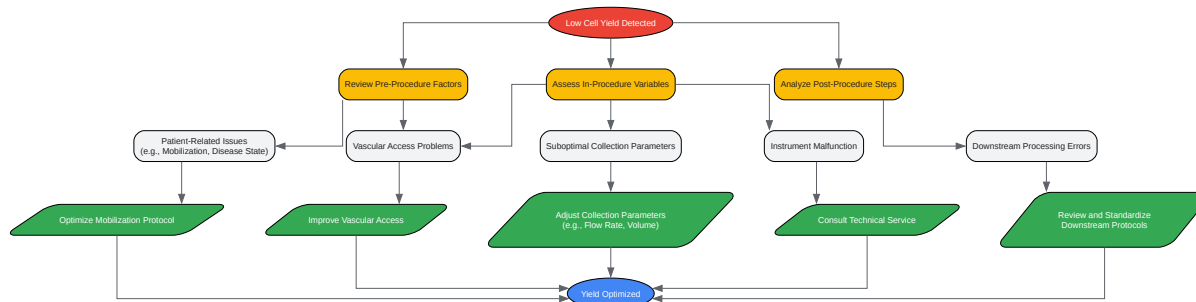 Low Cell Yield Detected
Review Pre-Procedure Factors
Assess In-Procedure Variables
Analyze Post-Procedure Steps
Patient-Related Issues
(e.g., Mobilization, Disease State)
Vascular Access Problems
Suboptimal Collection Parameters
Instrument Malfunction
Downstream Processing Errors
Optimize Mobilization Protocol
Improve Vascular Access
Adjust Collection Parameters
(e.g., Flow Rate, Volume)
Consult Technical Service
Review and Standardize
Downstream Protocols
Yield Optimized